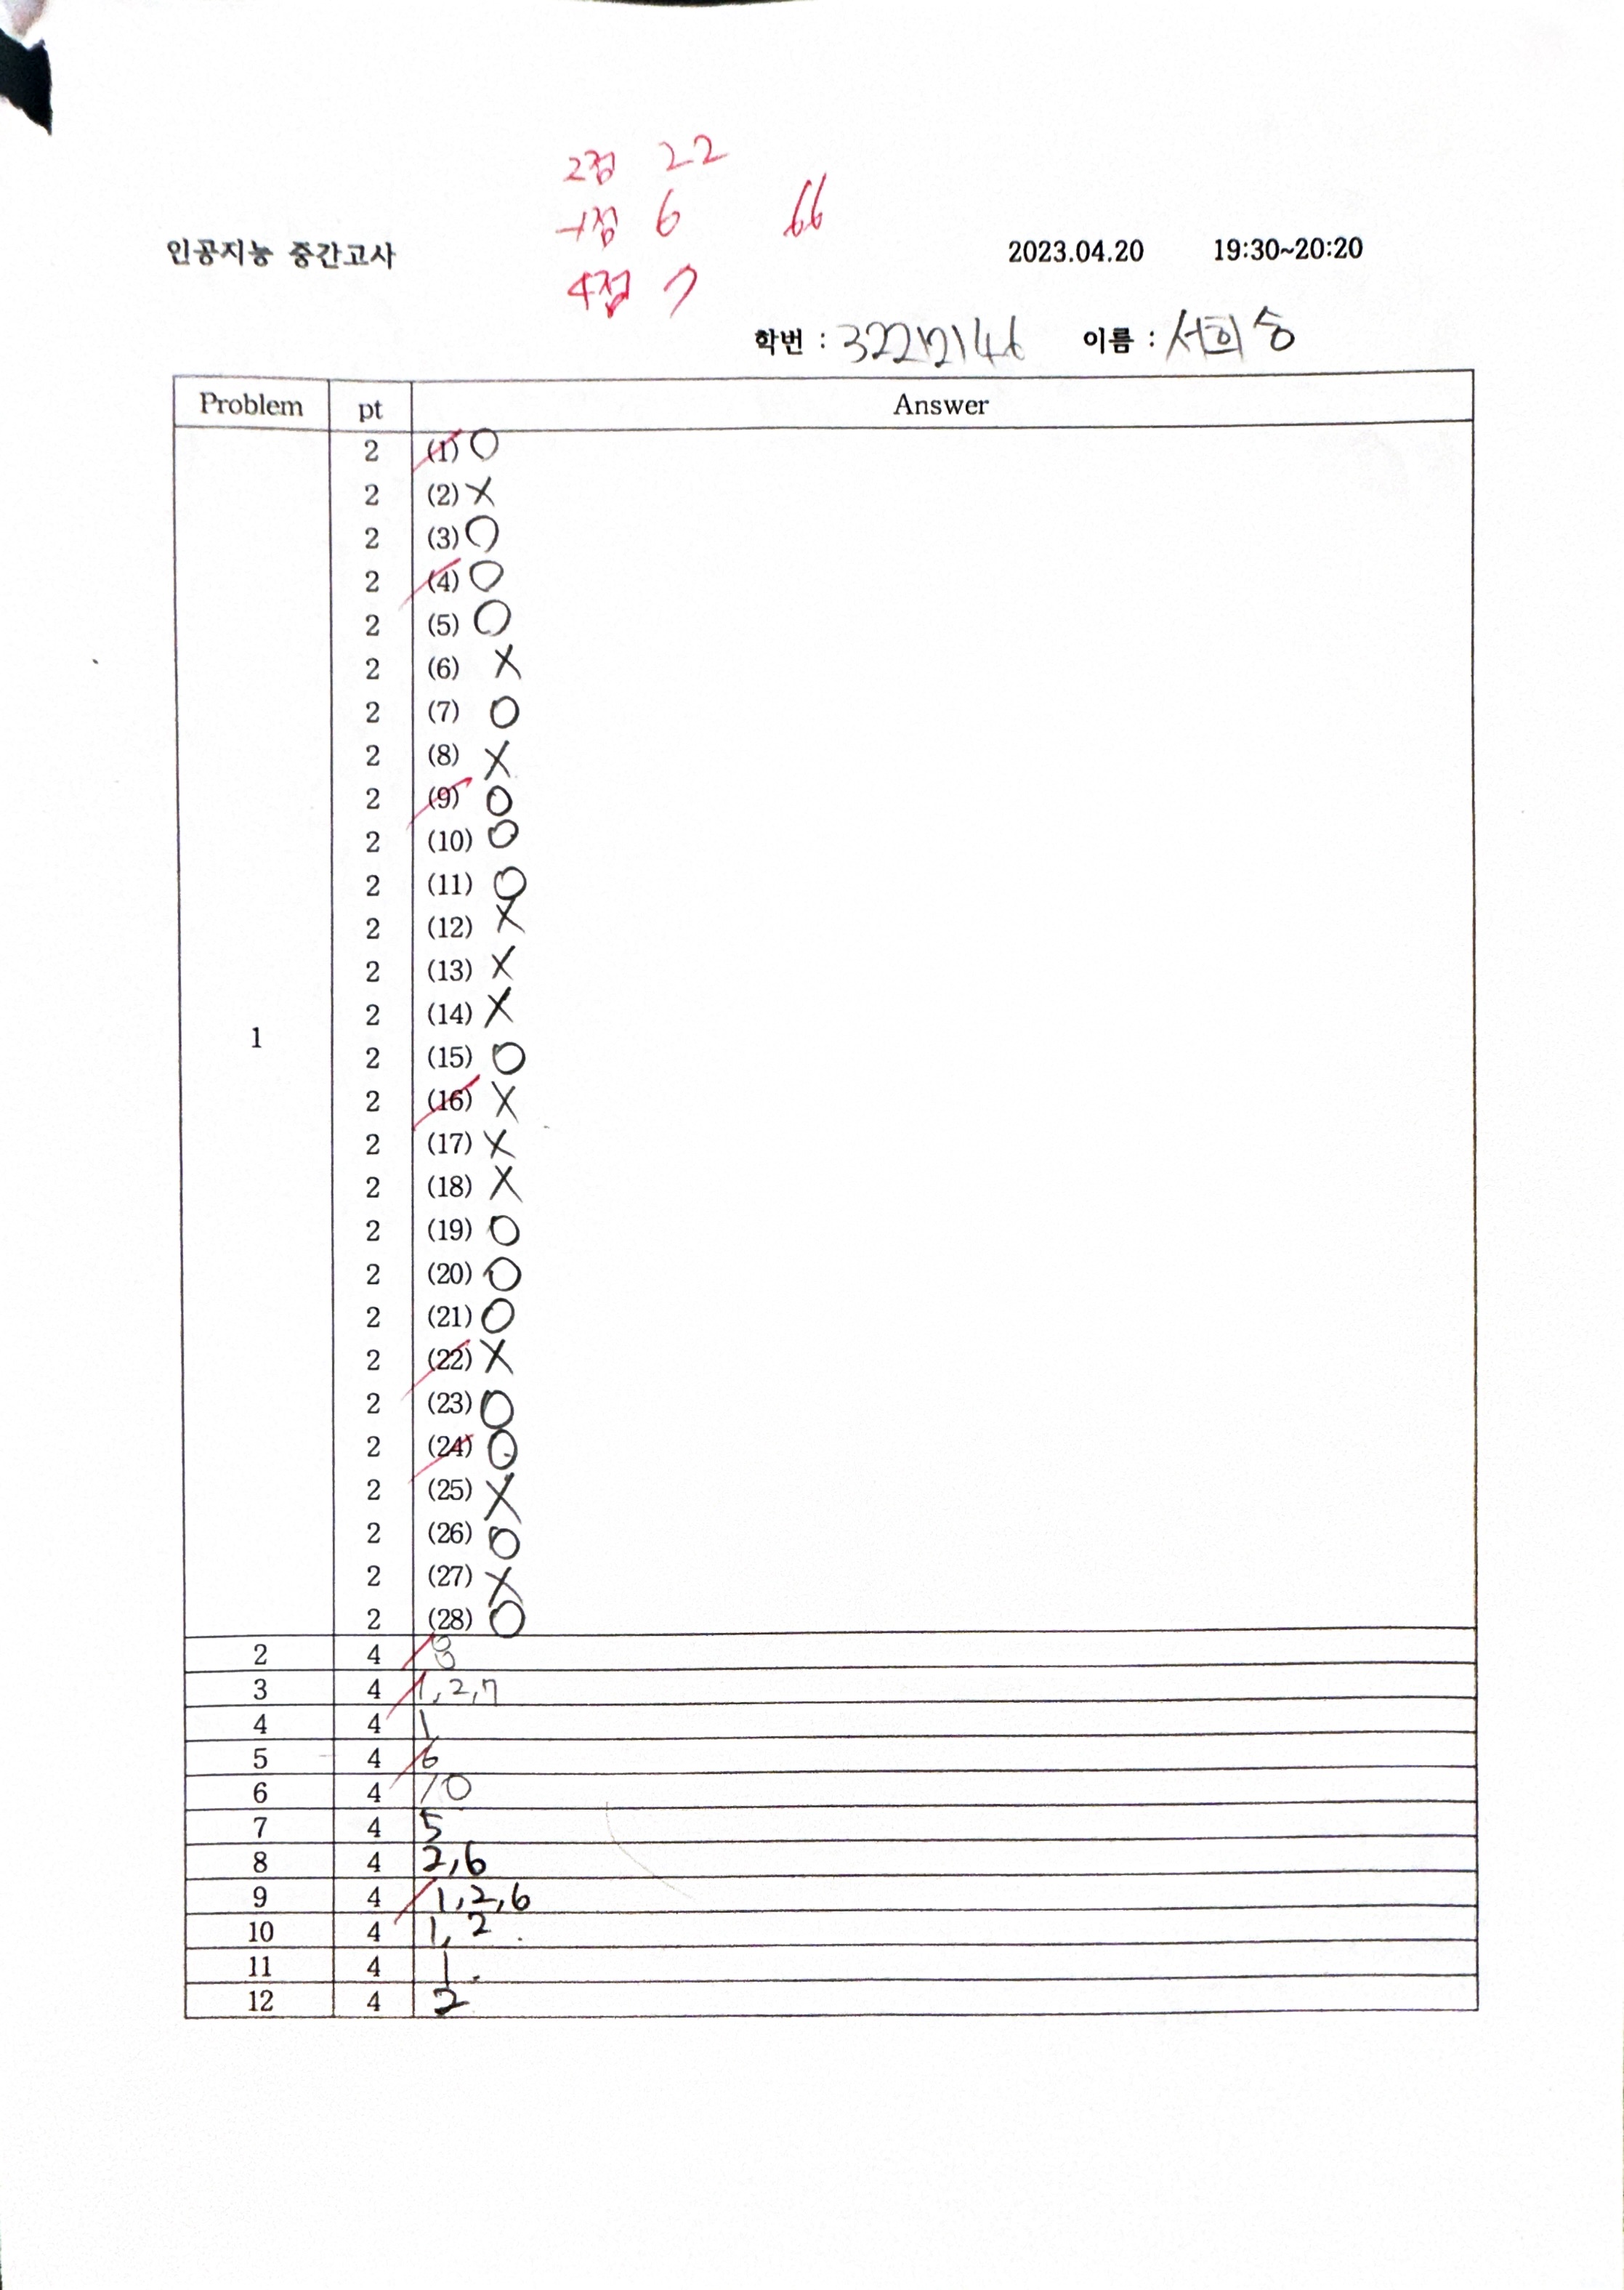 2점 22
-1점 6 66
4점 7
인공지능 중간고사 2023.04.20 19:30~20:20
학번 : 32212146 이름 : 서희승
Problem pt Answer
2 (1) O
2 (2) X
2 (3) O
2 (4) O
2 (5) O
2 (6) X
2 (7) O
2 (8) X
2 (9) O
2 (10) O
2 (11) O
2 (12) X
2 (13) X
2 (14) X
1
2 (15) O
2 (16) X
2 (17) X
2 (18) X
2 (19) O
2 (20) O
2 (21) O
2 (22) X
2 (23) O
2 (24) O
2 (25) X
2 (26) O
2 (27) X
2 (28) O
2 4 8
3 4 1,2,7
4 4 1
5 4 6
6 4 10
7 4 5
8 4 2,6
9 4 1,2,6
10 4 1,2
11 4 1
12 4 2